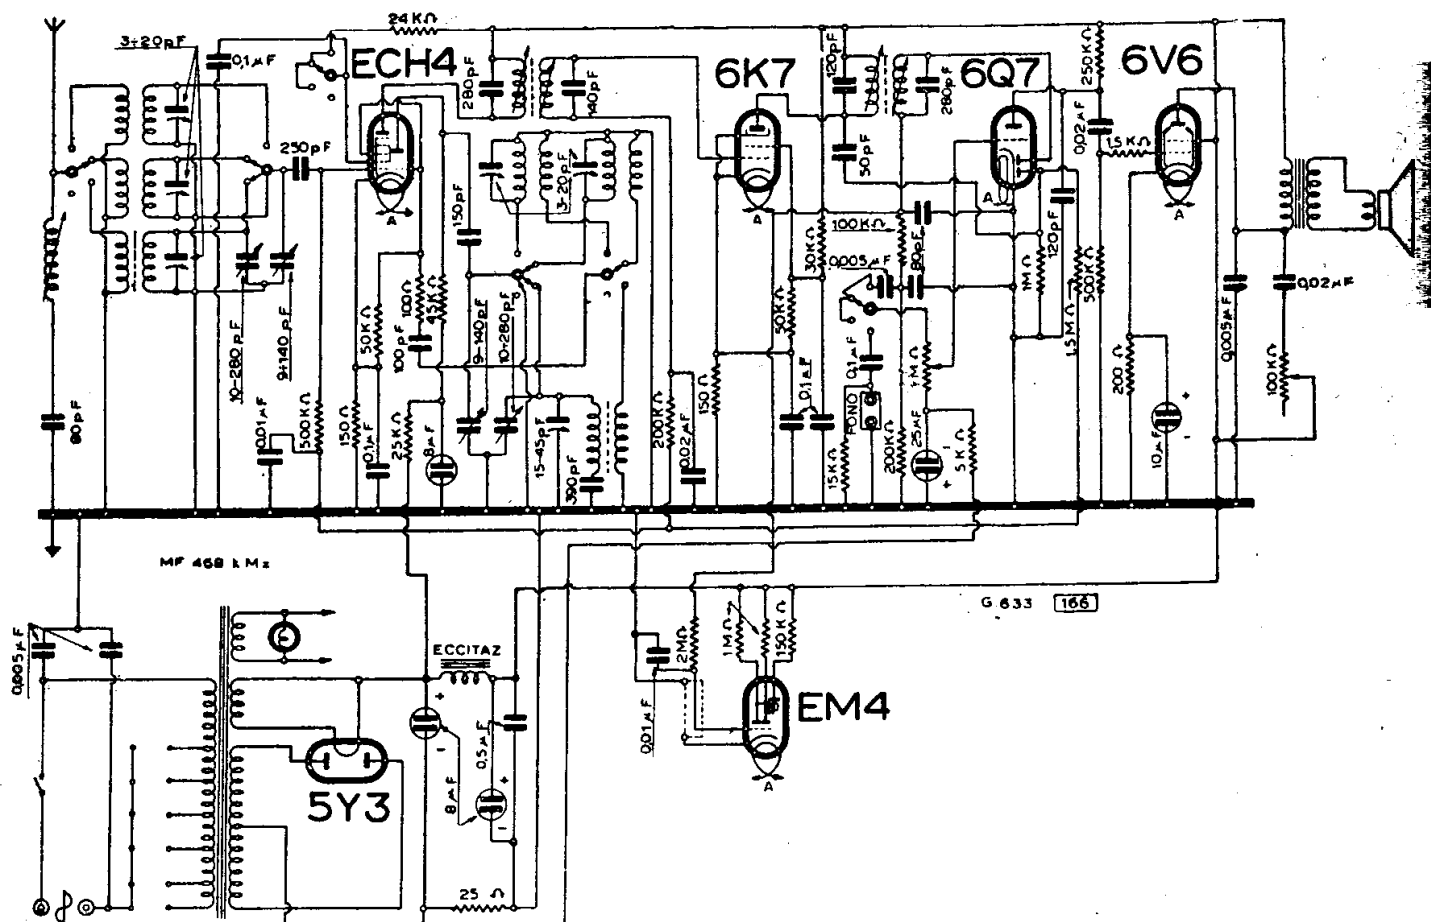 24KΩ
3÷20pF
0,1µF
ECH4
280pF
140pF
6K7
120pF
6Q7
280pF
250KΩ
6V6
0,02µF
1,5KΩ
250pF
50pF
A
3-20pF
150pF
A
A
A
100KΩ
80pF
120pF
30KΩ
0,005µF
1MΩ
1,5MΩ
500KΩ
0,005µF
0,02µF
10-280pF
9÷140pF
50KΩ
100Ω
45KΩ
100pF
9-140pF
10÷280pF
50KΩ
0,1µF
1MΩ
200Ω
100KΩ
80pF
0,01µF
500KΩ
150Ω
0,1µF
25KΩ
8µF
15-45pF
390pF
200KΩ
0,02µF
150Ω
0,1µF
FONO
15KΩ
200KΩ
25µF
5KΩ
+
-
+
-
10µF
MF 468 kHz
G.633 166
0,005µF
ECCITAZ
+
-
0,01µF
2MΩ
1MΩ
150KΩ
EM4
A
0,5µF
8µF
+
-
5Y3
25 Ω